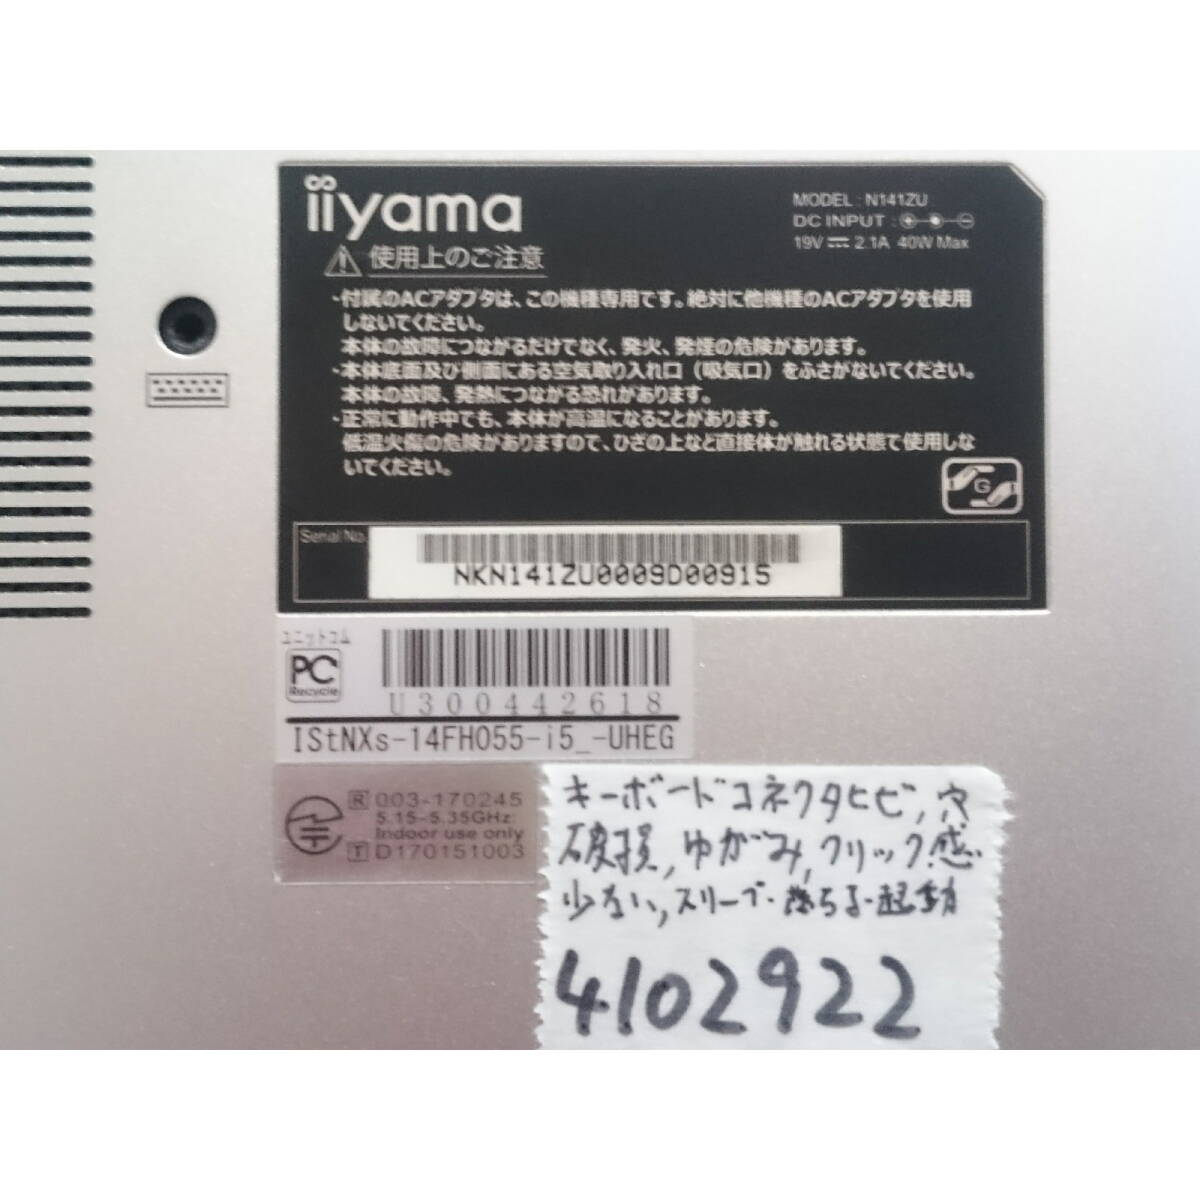 iiyama
使用上のご注意
MODEL : N141ZU
DC INPUT :
19V 2.1A 40W Max
・付属のACアダプタは、この機種専用です。絶対に他機種のACアダプタを使用
しないでください。
本体の故障につながるだけでなく、発火、発煙の危険があります。
・本体底面及び側面にある空気取り入れ口（吸気口）をふさがないでください。
本体の故障、発熱につながる恐れがあります。
・正常に動作中でも、本体が高温になることがあります。
低温火傷の危険がありますので、ひざの上など直接体が触れる状態で使用しな
いでください。
G
Serial No.
NKN141ZU0009D00915
ユニットコム
PC
Recycle
U300442618
IStNXs-14FH055-i5_-UHEG
R 003-170245
5.15-5.35GHz:
Indoor use only
T D170151003
キーボードコネクタヒビ,穴
破損,ゆがみ,クリック感
少ない,スリープ・落ちる・起動
4102922